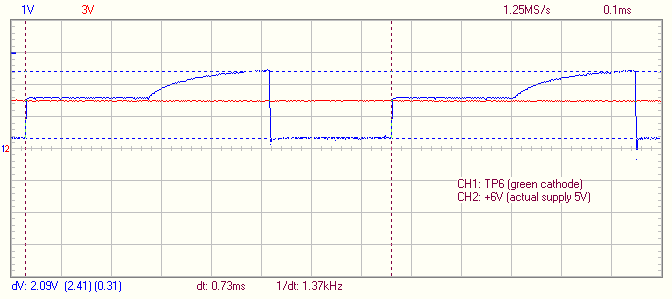 1V 3V 1.25MS/s 0.1ms
12
CH1: TP6 (green cathode)
CH2: +6V (actual supply 5V)
dV: 2.09V (2.41) (0.31) dt: 0.73ms 1/dt: 1.37kHz